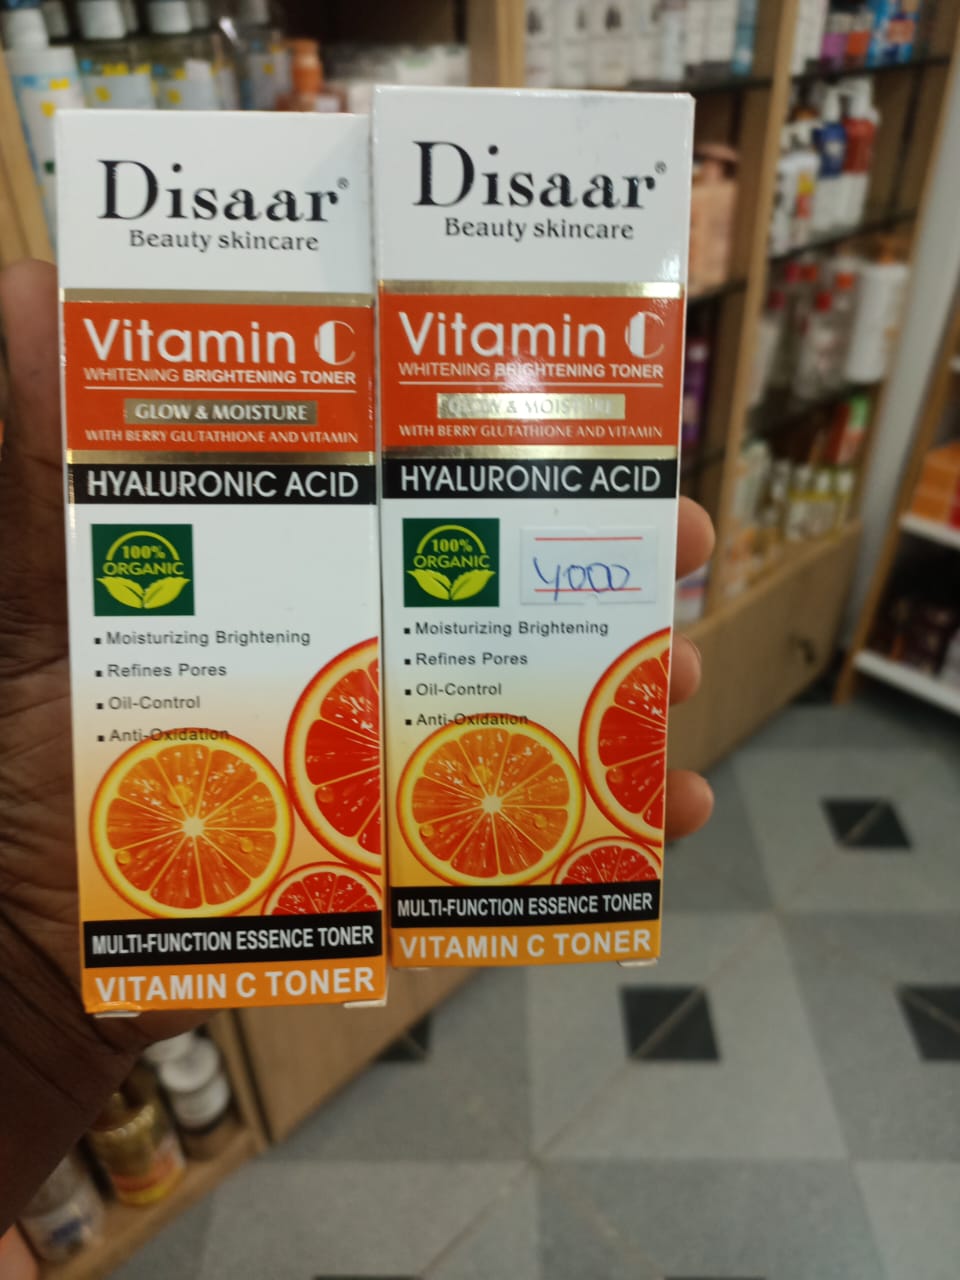 Disaar®
Beauty skincare
Vitamin C
WHITENING BRIGHTENING TONER
GLOW & MOISTURE
WITH BERRY GLUTATHIONE AND VITAMIN
HYALURONIC ACID
100%
ORGANIC
Moisturizing Brightening
Refines Pores
Oil-Control
Anti-Oxidation
MULTI-FUNCTION ESSENCE TONER
VITAMIN C TONER
Disaar®
Beauty skincare
Vitamin C
WHITENING BRIGHTENING TONER
GLOW & MOISTURE
WITH BERRY GLUTATHIONE AND VITAMIN
HYALURONIC ACID
100%
ORGANIC
4000
Moisturizing Brightening
Refines Pores
Oil-Control
Anti-Oxidation
MULTI-FUNCTION ESSENCE TONER
VITAMIN C TONER